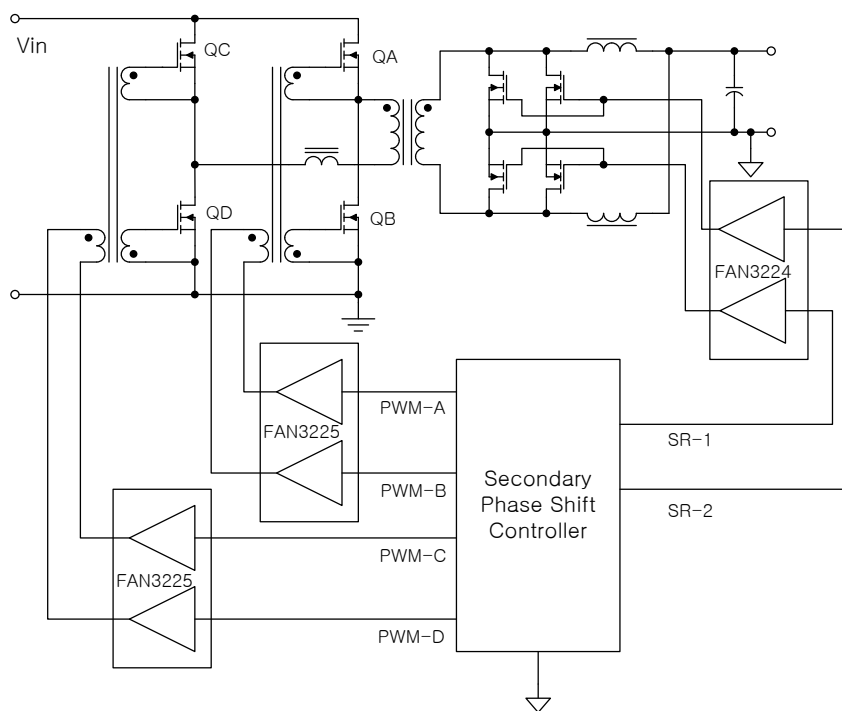 Vin
QC
QA
QD
QB
FAN3224
FAN3225
PWM-A
PWM-B
SR-1
SR-2
Secondary
Phase Shift
Controller
FAN3225
PWM-C
PWM-D